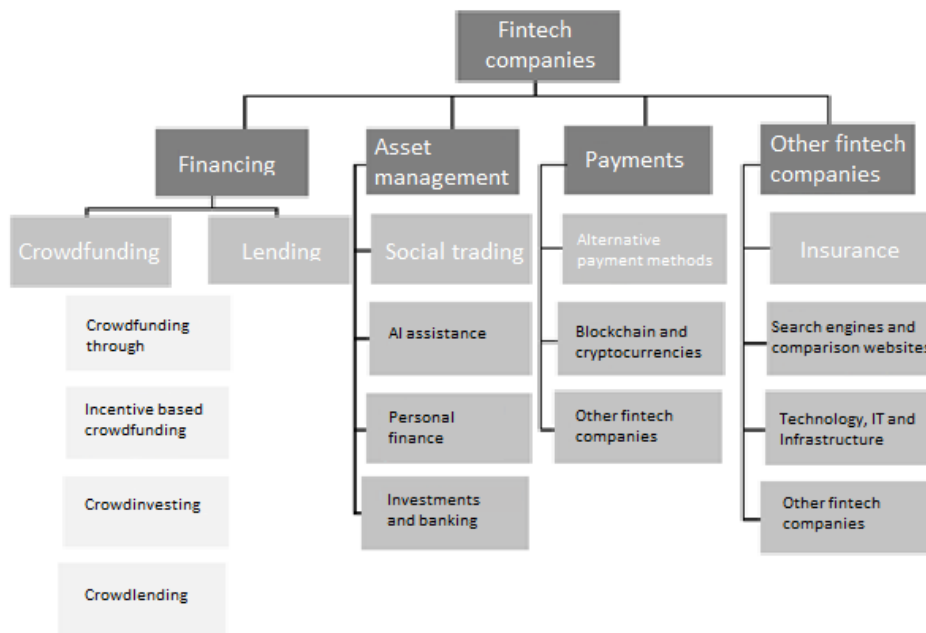 Fintech
companies
Financing
Asset
management
Payments
Other fintech
companies
Crowdfunding
Lending
Social trading
Alternative
payment methods
Insurance
Crowdfunding
through
AI assistance
Blockchain and
cryptocurrencies
Search engines and
comparison websites
Incentive based
crowdfunding
Personal
finance
Other fintech
companies
Technology, IT and
Infrastructure
Crowdinvesting
Investments
and banking
Other fintech
companies
Crowdlending